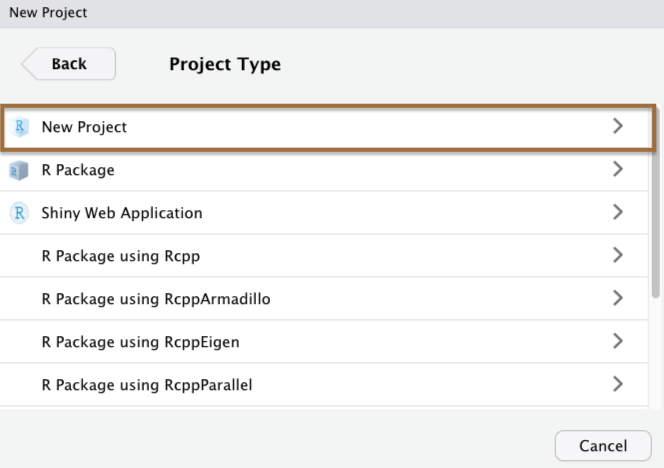 New Project
Back
Project Type
New Project
R Package
Shiny Web Application
R Package using Rcpp
R Package using RcppArmadillo
R Package using RcppEigen
R Package using RcppParallel
Cancel